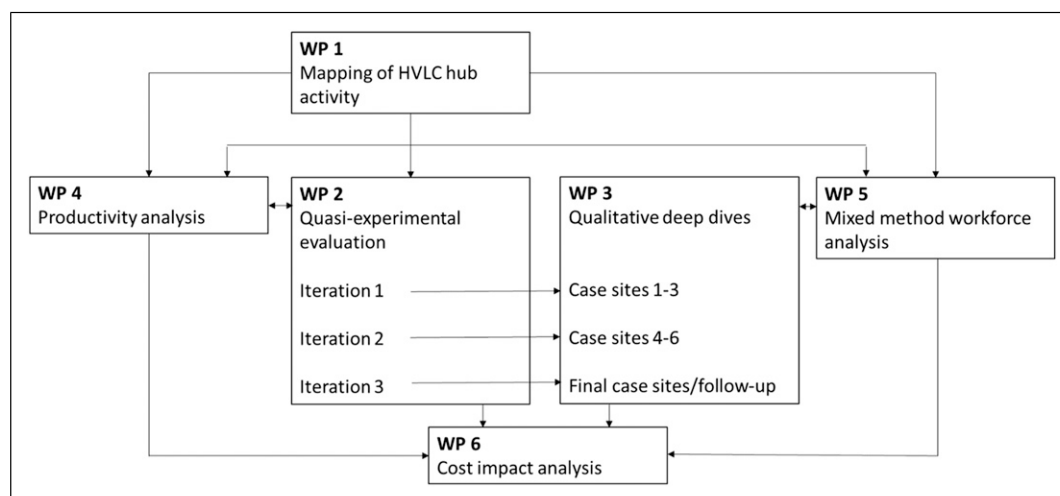 WP 1
Mapping of HVLC hub
activity
WP 4
Productivity analysis
WP 2
Quasi-experimental
evaluation
Iteration 1
Iteration 2
Iteration 3
WP 3
Qualitative deep dives
Case sites 1-3
Case sites 4-6
Final case sites/follow-up
WP 5
Mixed method workforce
analysis
WP 6
Cost impact analysis